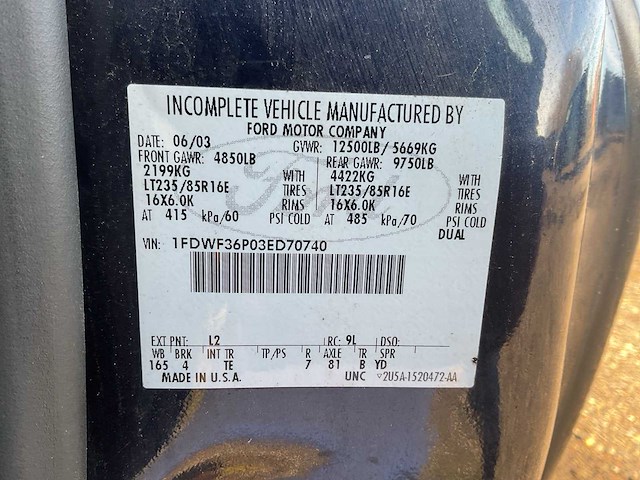 INCOMPLETE VEHICLE MANUFACTURED BY
FORD MOTOR COMPANY
DATE: 06/03 GVWR: 12500LB/ 5669KG
FRONT GAWR: 4850LB REAR GAWR: 9750LB
2199KG WITH 4422KG WITH
LT235/85R16E TIRES LT235/85R16E TIRES
16X6.0K RIMS 16X6.0K RIMS
AT 415 kPa/60 PSI COLD AT 485 kPa/70 PSI COLD
DUAL
Ford
VIN: 1FDWF36P03ED70740
EXT PNT: L2 RC: 9L DSO:
WB BRK INT TR TP/PS R AXLE TR SPR
165 4 TE 7 81 B YD
MADE IN U.S.A. UNC 2U5A-1520472-AA